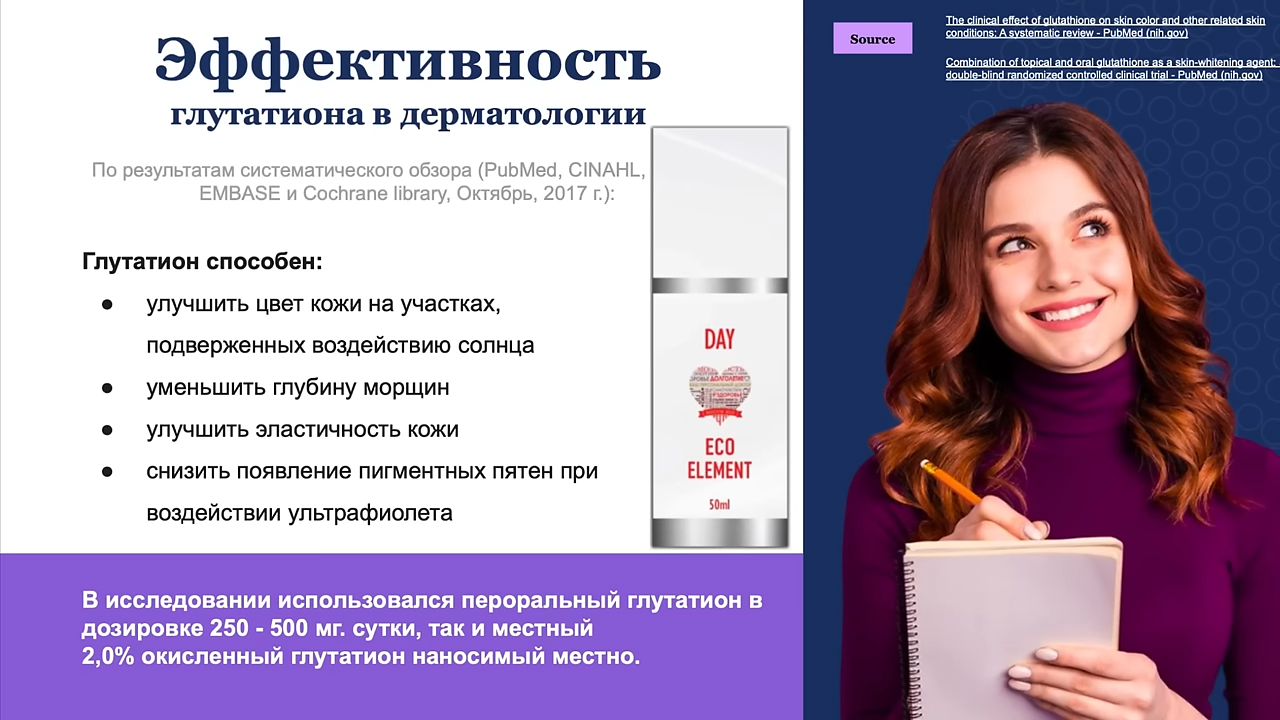 Эффективность
глутатиона в дерматологии
По результатам систематического обзора (PubMed, CINAHL,
EMBASE и Cochrane library, Октябрь, 2017 г.):
Глутатион способен:
● улучшить цвет кожи на участках,
подверженных воздействию солнца
● уменьшить глубину морщин
● улучшить эластичность кожи
● снизить появление пигментных пятен при
воздействии ультрафиолета
В исследовании использовался пероральный глутатион в
дозировке 250 - 500 мг. сутки, так и местный
2,0% окисленный глутатион наносимый местно.
DAY
ДОЛГОЛЕТИЕ
ECO
ELEMENT
50ml
Source
The clinical effect of glutathione on skin color and other related skin
conditions: A systematic review - PubMed (nih.gov)
Combination of topical and oral glutathione as a skin-whitening agent:
double-blind randomized controlled clinical trial - PubMed (nih.gov)